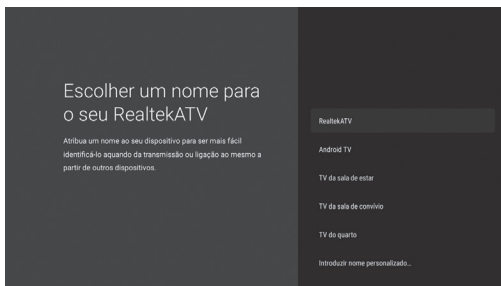 Escolher um nome para
o seu RealtekATV
Atribua um nome ao seu dispositivo para ser mais fácil
identificá-lo aquando da transmissão ou ligação ao mesmo a
partir de outros dispositivos.
RealtekATV
Android TV
TV da sala de estar
TV da sala de convívio
TV do quarto
Introduzir nome personalizado...